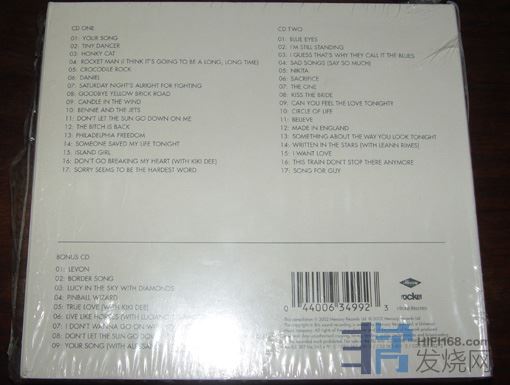 CD ONE
01: YOUR SONG
02: TINY DANCER
03: HONKY CAT
04: ROCKET MAN (I THINK IT'S GOING TO BE A LONG, LONG TIME)
05: CROCODILE ROCK
06: DANIEL
07: SATURDAY NIGHT'S ALRIGHT FOR FIGHTING
08: GOODBYE YELLOW BRICK ROAD
09: CANDLE IN THE WIND
10: BENNIE AND THE JETS
11: DON'T LET THE SUN GO DOWN ON ME
12: THE BITCH IS BACK
13: PHILADELPHIA FREEDOM
14: SOMEONE SAVED MY LIFE TONIGHT
15: ISLAND GIRL
16: DON'T GO BREAKING MY HEART (WITH KIKI DEE)
17: SORRY SEEMS TO BE THE HARDEST WORD
CD TWO
01: BLUE EYES
02: I'M STILL STANDING
03: I GUESS THAT'S WHY THEY CALL IT THE BLUES
04: SAD SONGS (SAY SO MUCH)
05: NIKITA
06: SACRIFICE
07: THE ONE
08: KISS THE BRIDE
09: CAN YOU FEEL THE LOVE TONIGHT?
10: CIRCLE OF LIFE
11: BELIEVE
12: MADE IN ENGLAND
13: SOMETHING ABOUT THE WAY YOU LOOK TONIGHT
14: WRITTEN IN THE STARS (WITH LEANN RIMES)
15: I WANT LOVE
16: THIS TRAIN DON'T STOP THERE ANYMORE
17: SONG FOR GUY
BONUS CD
01: LEVON
02: BORDER SONG
03: LUCY IN THE SKY WITH DIAMONDS
04: PINBALL WIZARD
05: TRUE LOVE (WITH KIKI DEE)
06: LIVE LIKE HORSES (WITH LUCIANO
07: I DON'T WANNA GO ON WITH
08: DON'T LET THE SUN GO DOWN
09: YOUR SONG (WITH ALESSA
0 44006 34992 3
rocket
HIFI168.com
发烧网